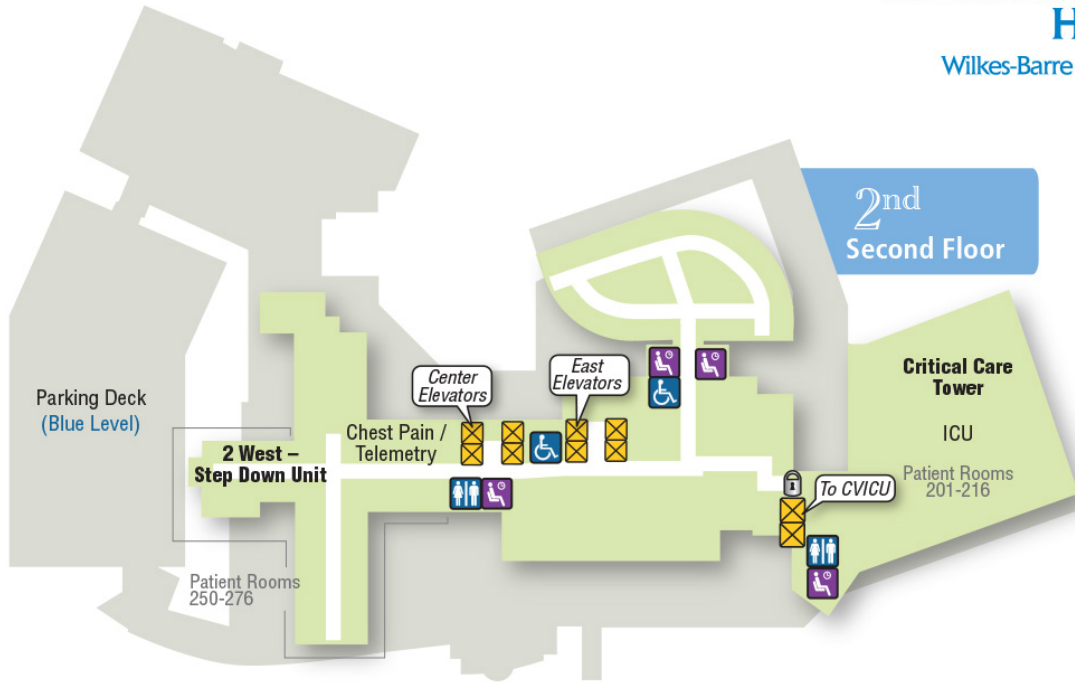 H
Wilkes-Barre
2nd
Second Floor
Critical Care
Tower
ICU
Patient Rooms
201-216
East
Elevators
Center
Elevators
Parking Deck
(Blue Level)
Chest Pain /
Telemetry
2 West –
Step Down Unit
To CVICU
Patient Rooms
250-276